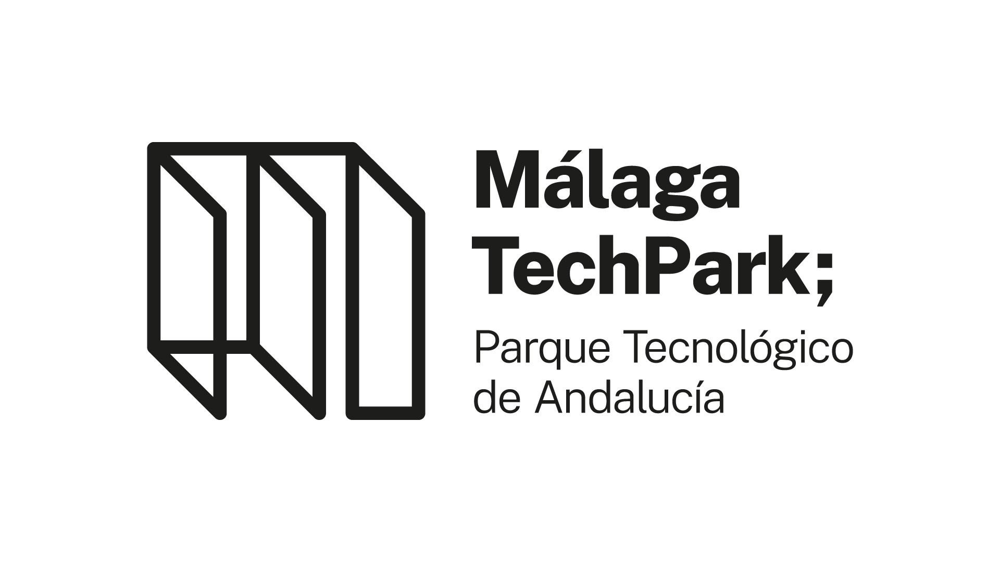 Málaga
TechPark;
Parque Tecnológico
de Andalucía